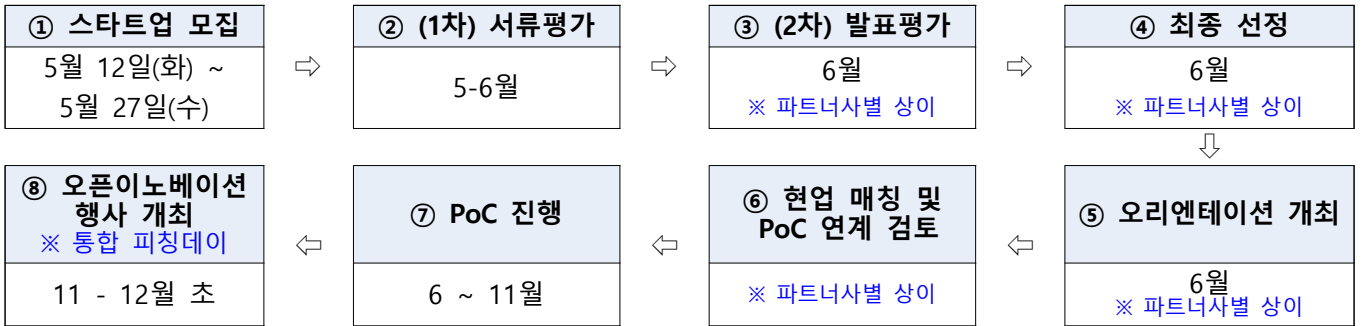 ① 스타트업 모집
5월 12일(화) ~
5월 27일(수)
⇨
② (1차) 서류평가
5-6월
⇨
③ (2차) 발표평가
6월
※ 파트너사별 상이
⇨
④ 최종 선정
6월
※ 파트너사별 상이
⇩
⑤ 오리엔테이션 개최
6월
※ 파트너사별 상이
⇦
⑥ 현업 매칭 및
PoC 연계 검토
※ 파트너사별 상이
⇦
⑦ PoC 진행
6 ~ 11월
⇦
⑧ 오픈이노베이션
행사 개최
※ 통합 피칭데이
11 - 12월 초